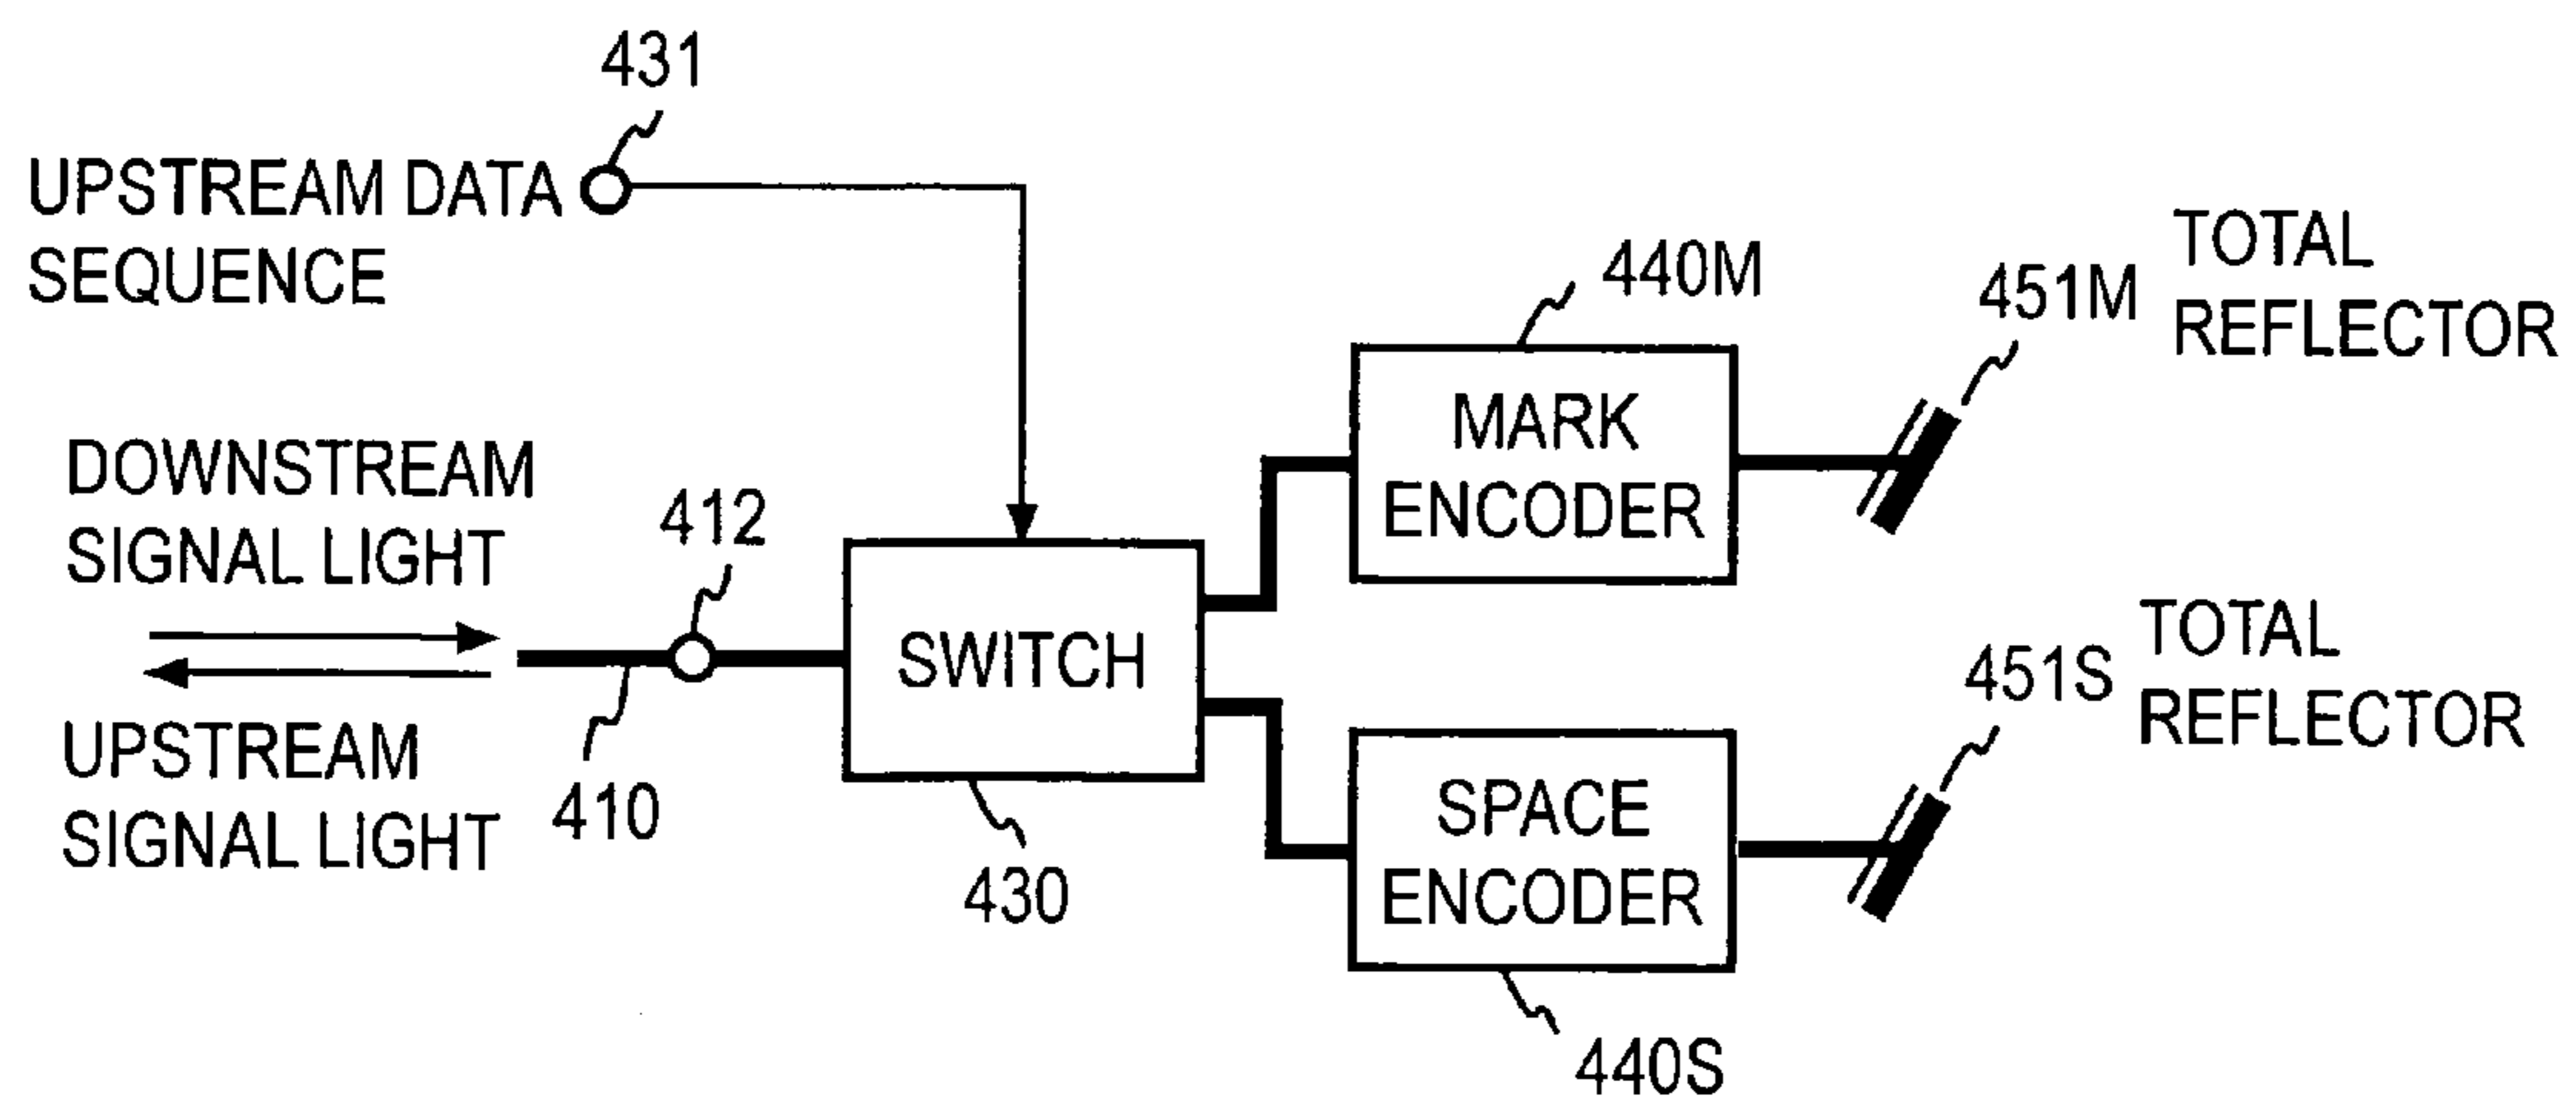 431
UPSTREAM DATA
SEQUENCE
TOTAL
REFLECTOR
440M
451M
MARK
ENCODER
DOWNSTREAM
SIGNAL LIGHT
412
SWITCH
UPSTREAM
SIGNAL LIGHT
410
430
TOTAL
REFLECTOR
451S
SPACE
ENCODER
440S